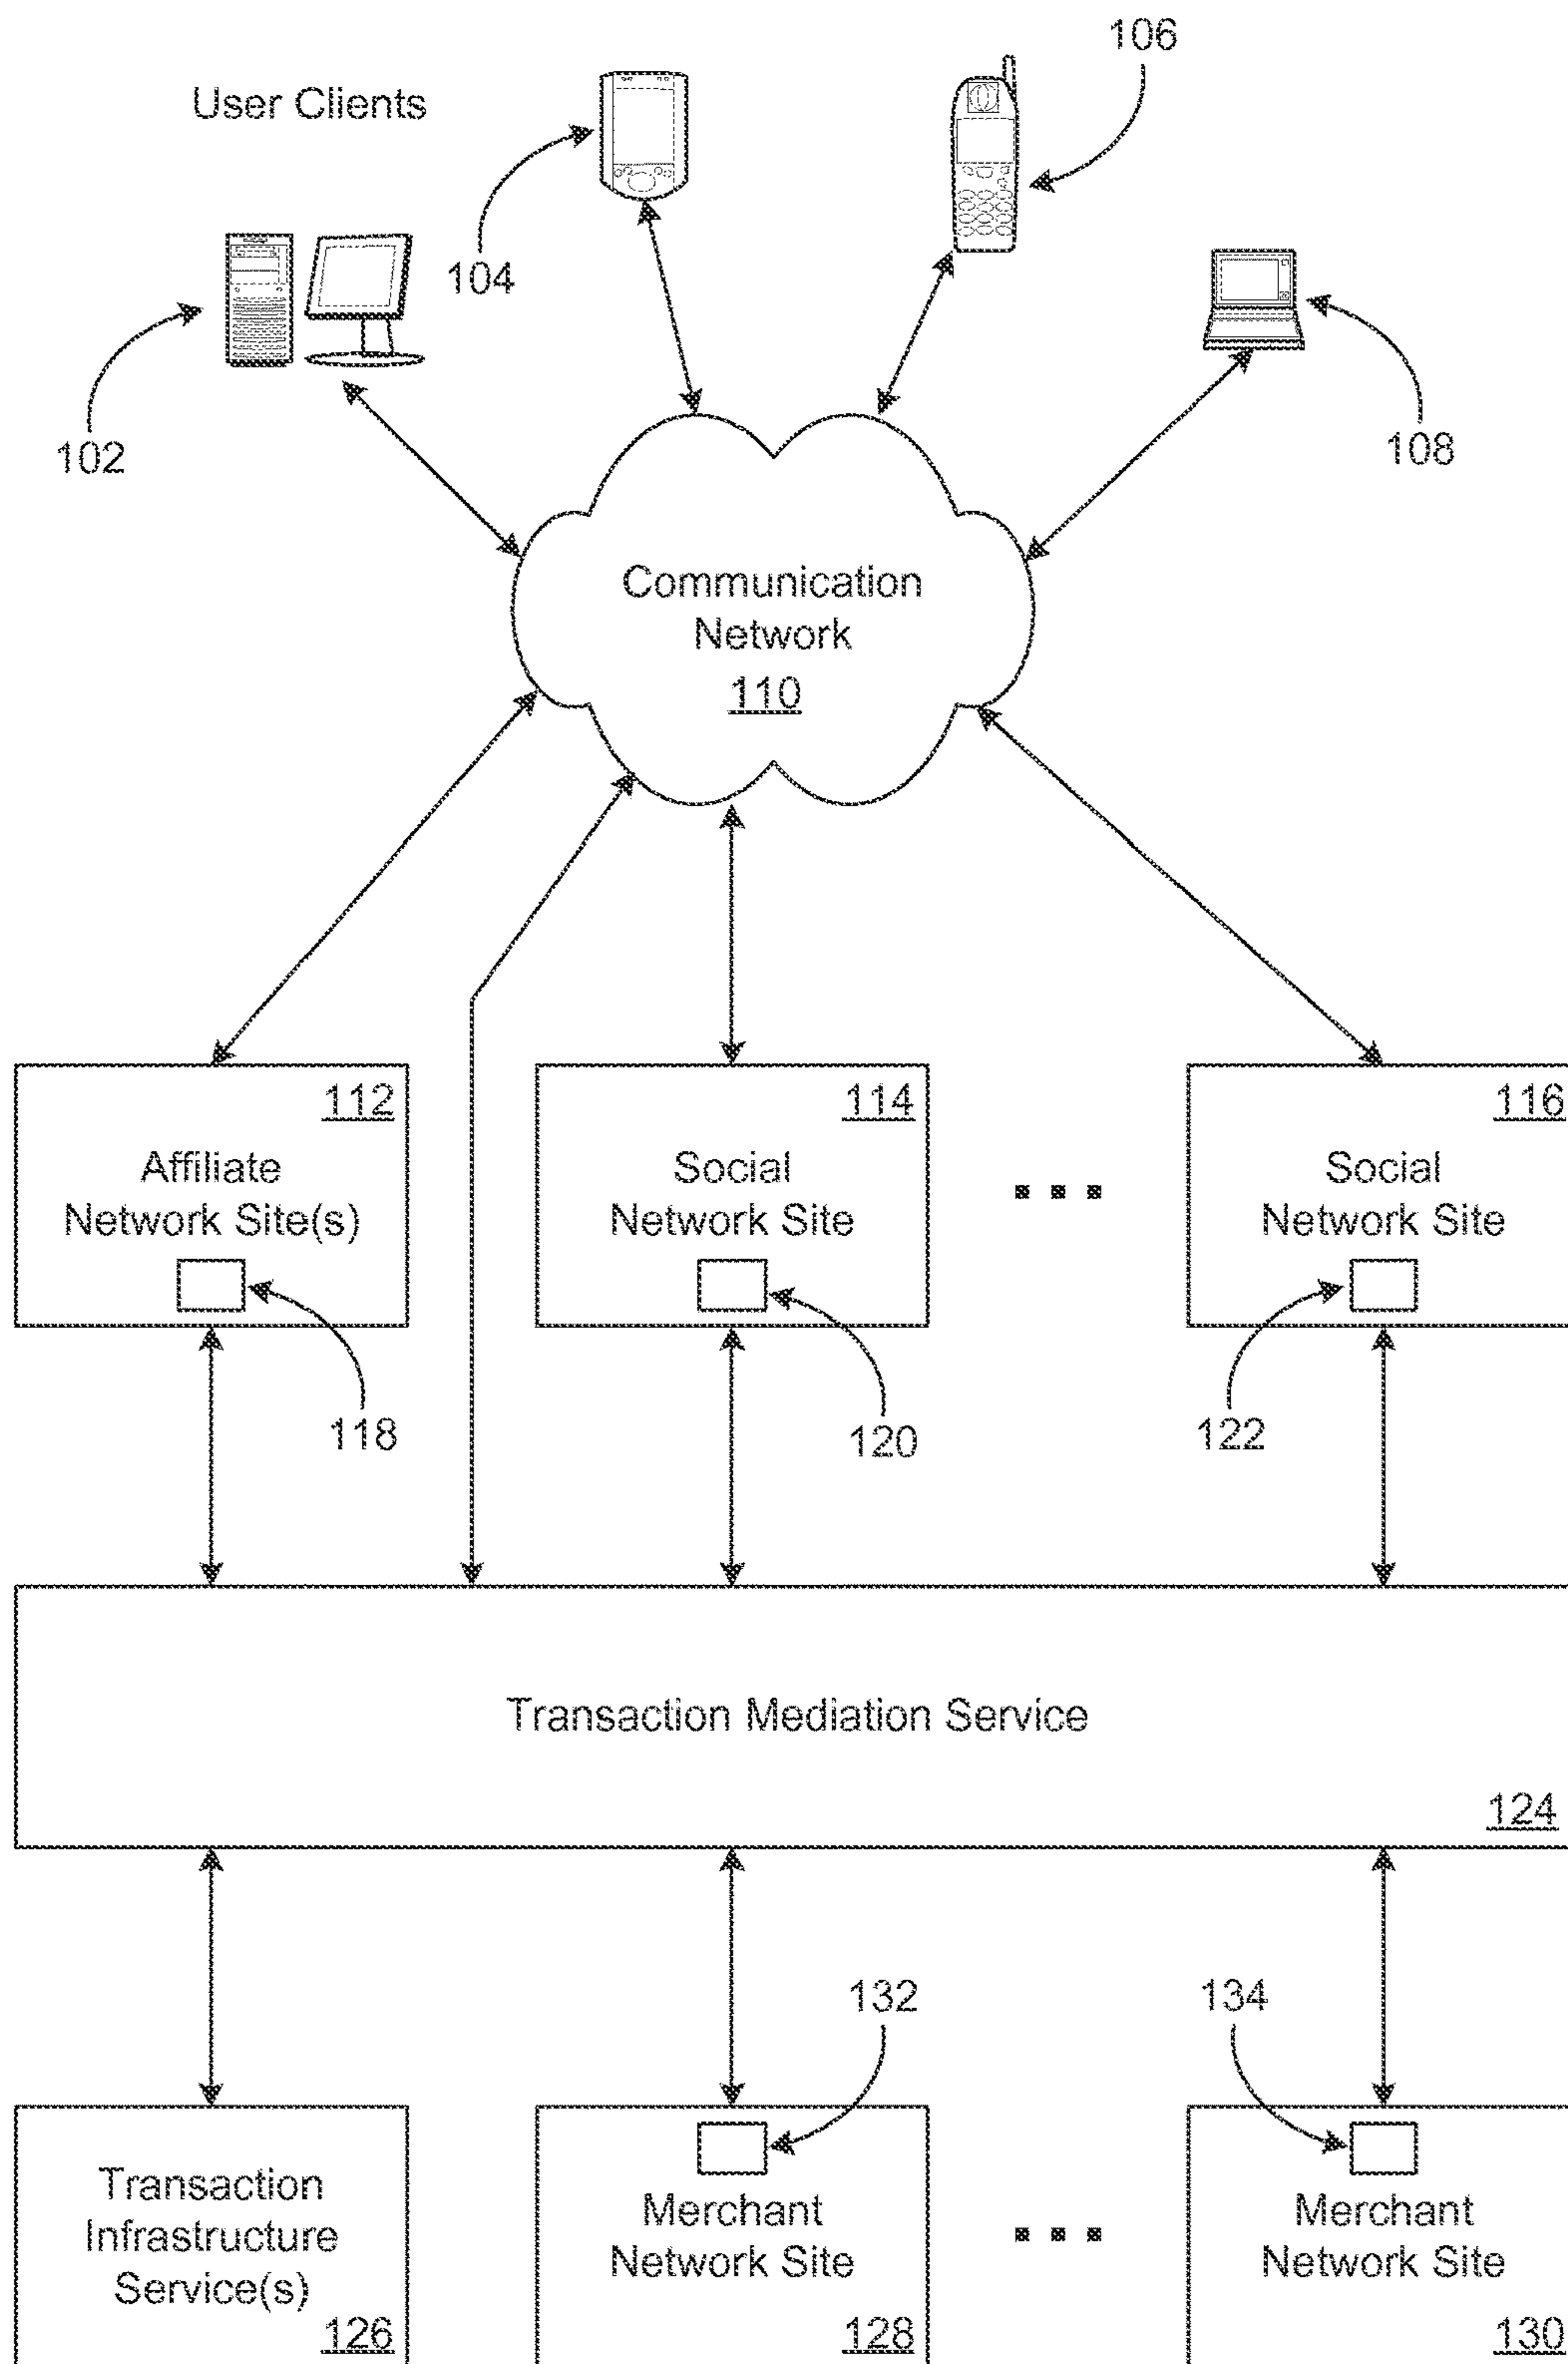 106
User Clients
104
102
108
Communication
Network
110
112
Affiliate
Network Site(s)
118
114
Social
Network Site
120
116
Social
Network Site
122
Transaction Mediation Service
124
132
134
Transaction
Infrastructure
Service(s)
126
Merchant
Network Site
128
Merchant
Network Site
130